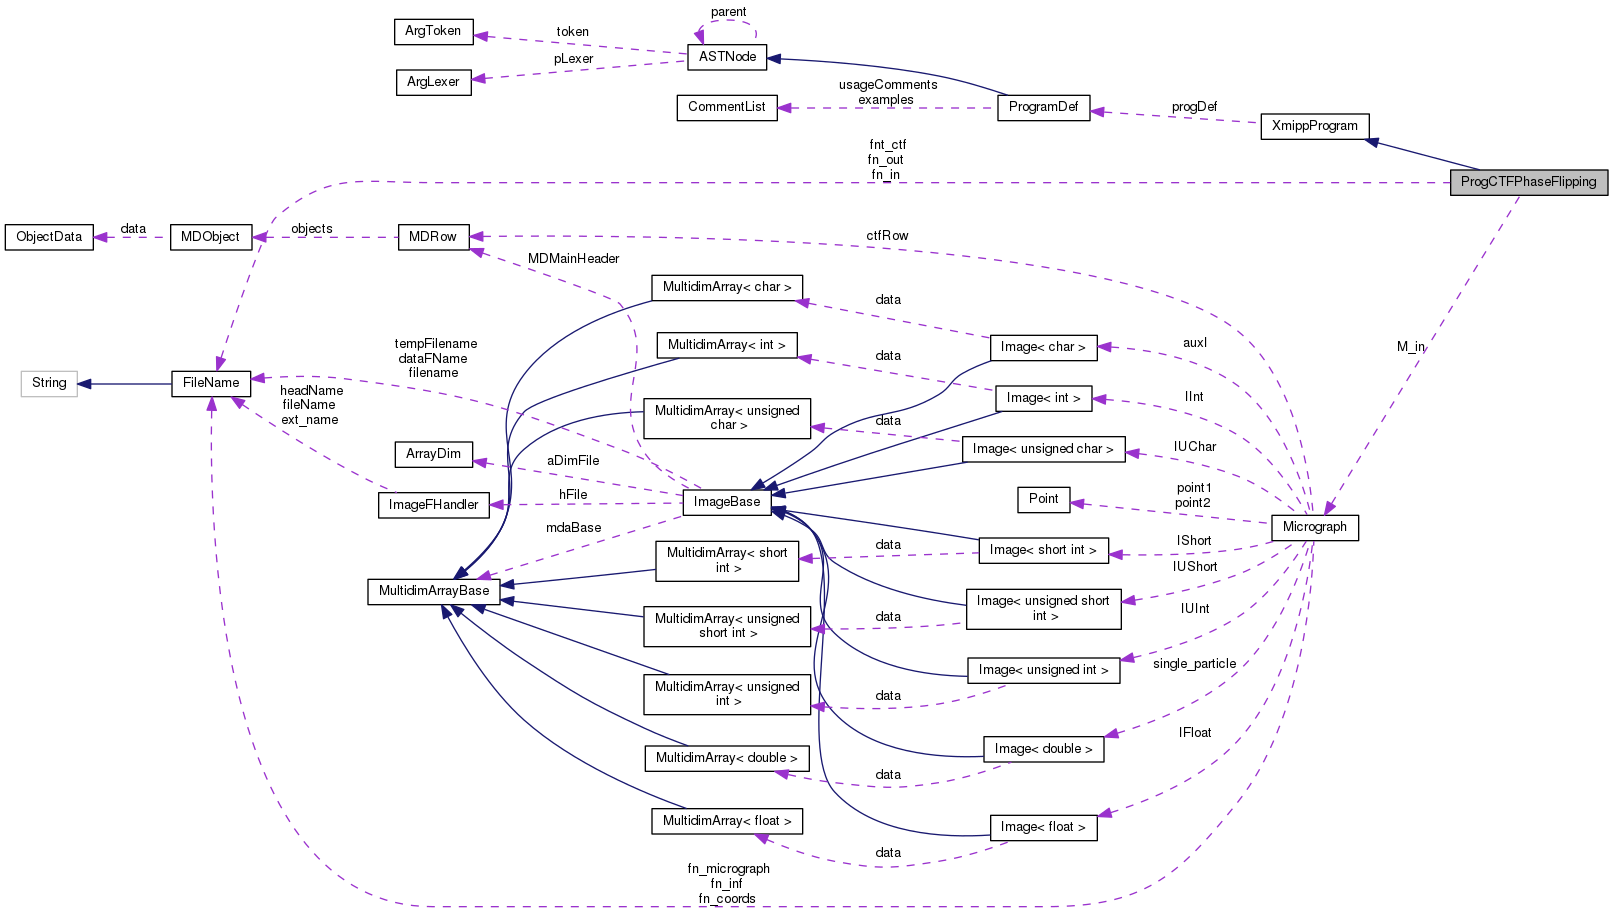 parent
ArgToken
token
ASTNode
pLexer
ArgLexer
usageComments
examples
CommentList
ProgramDef
progDef
XmippProgram
fnt_ctf
fn_out
fn_in
ProgCTFPhaseFlipping
ObjectData
data
MDObject
objects
MDRow
ctfRow
MDMainHeader
MultidimArray< char >
data
Image< char >
auxI
M_in
MultidimArray< int >
data
Image< int >
IInt
tempFilename
dataFName
filename
String
FileName
headName
fileName
ext_name
MultidimArray< unsigned
char >
data
Image< unsigned char >
IUChar
ArrayDim
aDimFile
ImageFHandler
hFile
ImageBase
Point
point1
point2
Micrograph
mdaBase
MultidimArray< short
int >
data
Image< short int >
IShort
IUShort
MultidimArrayBase
MultidimArray< unsigned
short int >
data
Image< unsigned short
int >
IUInt
MultidimArray< unsigned
int >
data
Image< unsigned int >
single_particle
MultidimArray< double >
data
Image< double >
IFloat
MultidimArray< float >
data
Image< float >
fn_micrograph
fn_inf
fn_coords